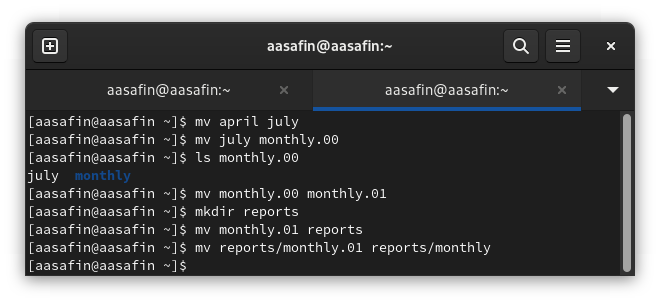 aasafin@aasafin:~
aasafin@aasafin:~ aasafin@aasafin:~
[aasafin@aasafin ~]$ mv april july
[aasafin@aasafin ~]$ mv july monthly.00
[aasafin@aasafin ~]$ ls monthly.00
july  monthly
[aasafin@aasafin ~]$ mv monthly.00 monthly.01
[aasafin@aasafin ~]$ mkdir reports
[aasafin@aasafin ~]$ mv monthly.01 reports
[aasafin@aasafin ~]$ mv reports/monthly.01 reports/monthly
[aasafin@aasafin ~]$